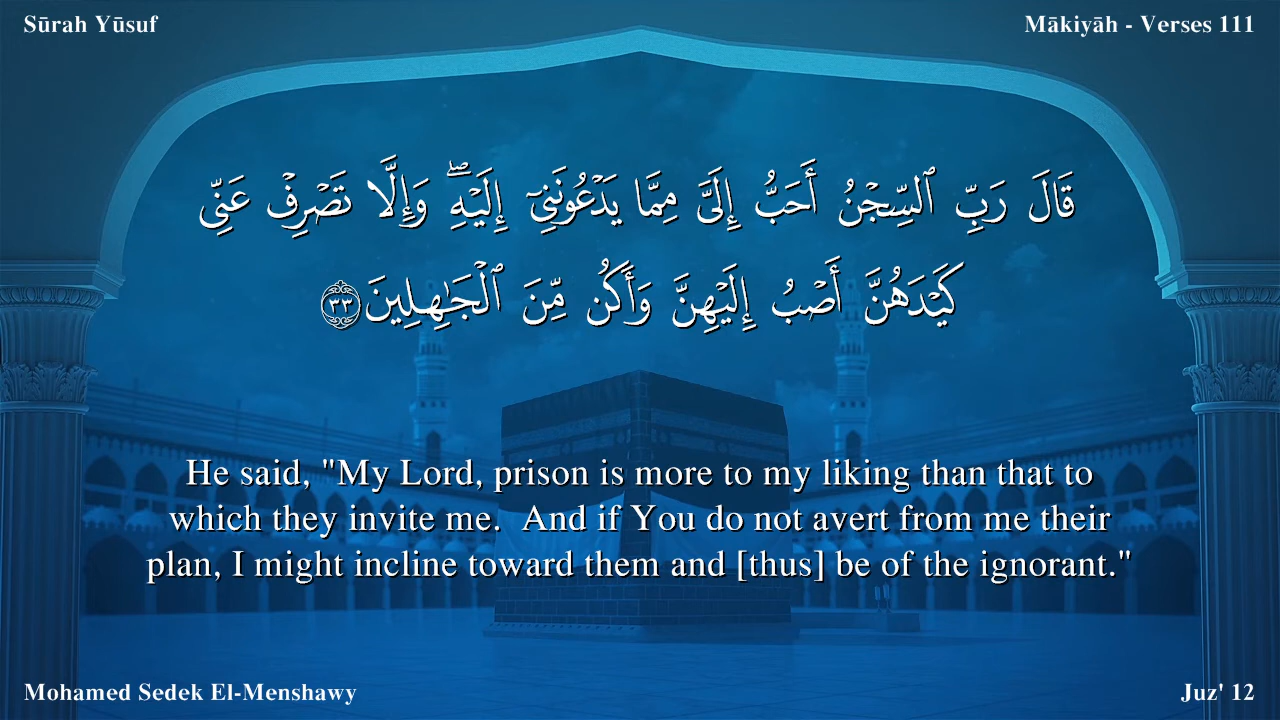 Sūrah Yūsuf
Mākiyāh - Verses 111
قَالَ رَبِّ ٱلسِّجْنُ أَحَبُّ إِلَىَّ مِمَّا يَدْعُونَنِىٓ إِلَيْهِ ۖ وَإِلَّا تَصْرِفْ عَنِّى
كَيْدَهُنَّ أَصْبُ إِلَيْهِنَّ وَأَكُن مِّنَ ٱلْجَـٰهِلِينَ ٣٣
He said, "My Lord, prison is more to my liking than that to
which they invite me.  And if You do not avert from me their
plan, I might incline toward them and [thus] be of the ignorant."
Mohamed Sedek El-Menshawy
Juz' 12